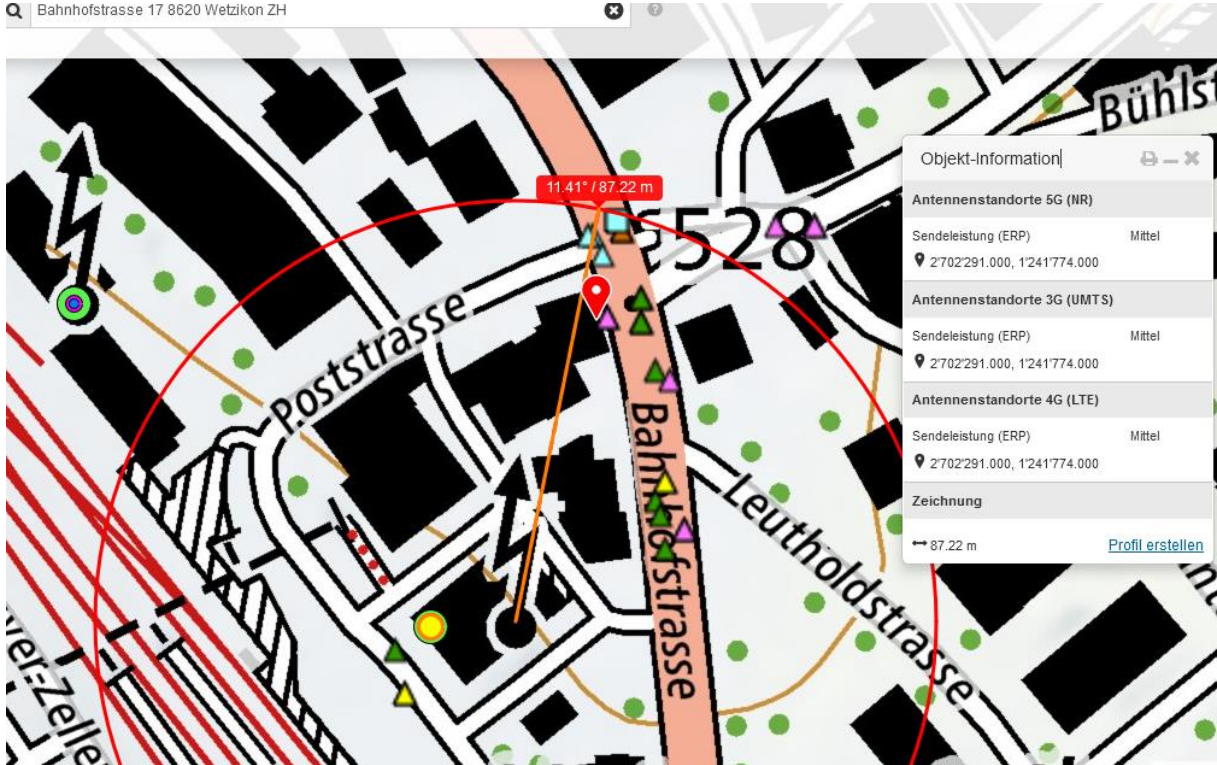 Bahnhofstrasse 17 8620 Wetzikon ZH
Bühlst
11.41° / 87.22 m
528
Poststrasse
Bahnhofstrasse
Leutholdstrasse
Objekt-Information
Antennenstandorte 5G (NR)
Sendeleistung (ERP) Mittel
2'702'291.000, 1'241'774.000
Antennenstandorte 3G (UMTS)
Sendeleistung (ERP) Mittel
2'702'291.000, 1'241'774.000
Antennenstandorte 4G (LTE)
Sendeleistung (ERP) Mittel
2'702'291.000, 1'241'774.000
Zeichnung
87.22 m Profil erstellen